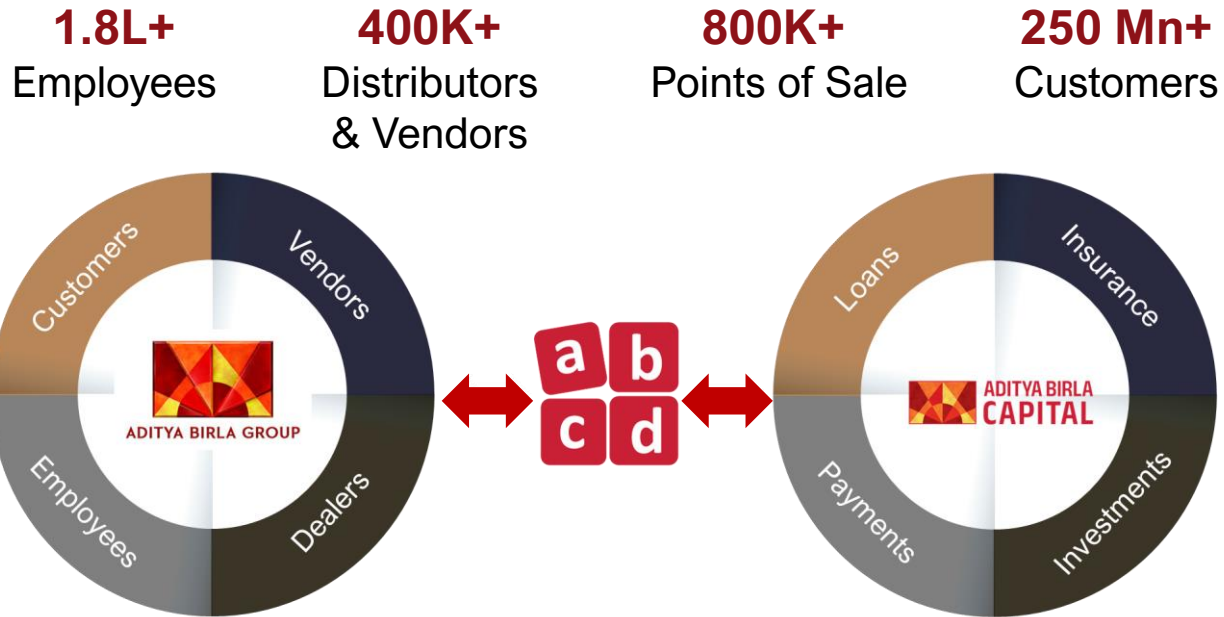 1.8L+
Employees
400K+
Distributors
& Vendors
800K+
Points of Sale
250 Mn+
Customers
Customers
Vendors
Employees
Dealers
ADITYA BIRLA GROUP
a b
c d
Loans
Insurance
Payments
Investments
ADITYA BIRLA
CAPITAL